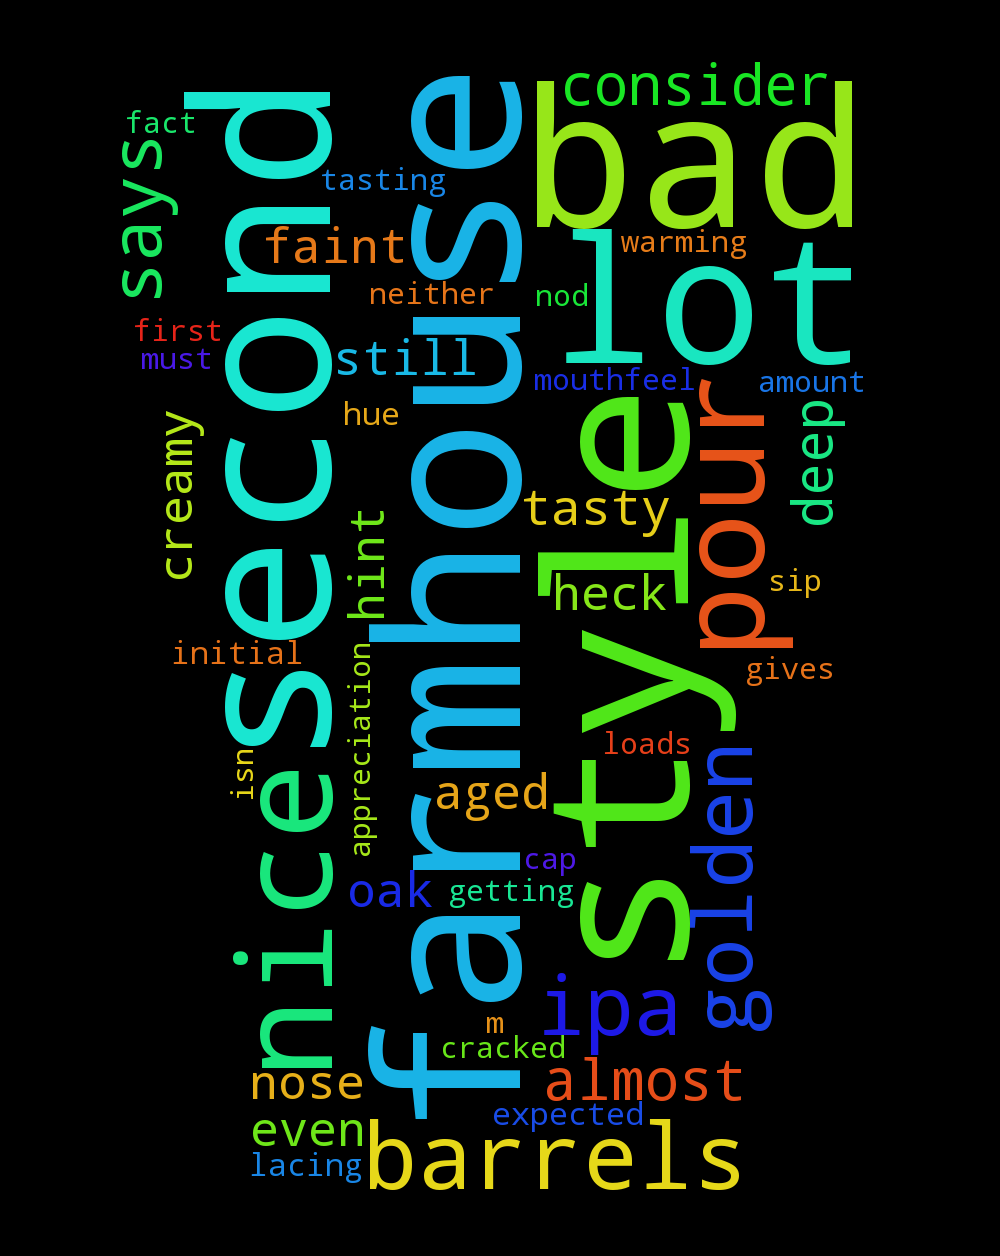 consider
bad
fact
says
second
farmhouse
tasting
faint
warming
lot
neither
nod
first
must
still
mouthfeel
amount
hue
style
pour
deep
creamy
tasty
hint
heck
sip
initial
appreciation
gives
loads
isn
nice
golden
aged
cap
oak
getting
ipa
m
cracked
nose
almost
expected
even
barrels
lacing